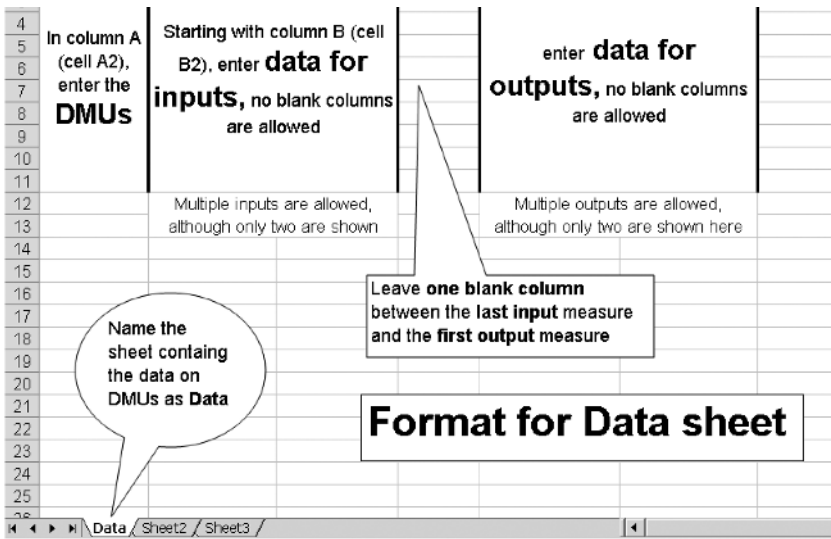 4
5
6
7
8
9
10
11
12
13
14
15
16
17
18
19
20
21
22
23
24
25
26
In column A
(cell A2),
enter the
DMUs
Starting with column B (cell
B2), enter data for
inputs, no blank columns
are allowed
enter data for
outputs, no blank columns
are allowed
Multiple inputs are allowed,
although only two are shown
Multiple outputs are allowed,
although only two are shown here
Leave one blank column
between the last input measure
and the first output measure
Name the
sheet containg
the data on
DMUs as Data
Format for Data sheet
Data / Sheet2 / Sheet3 /